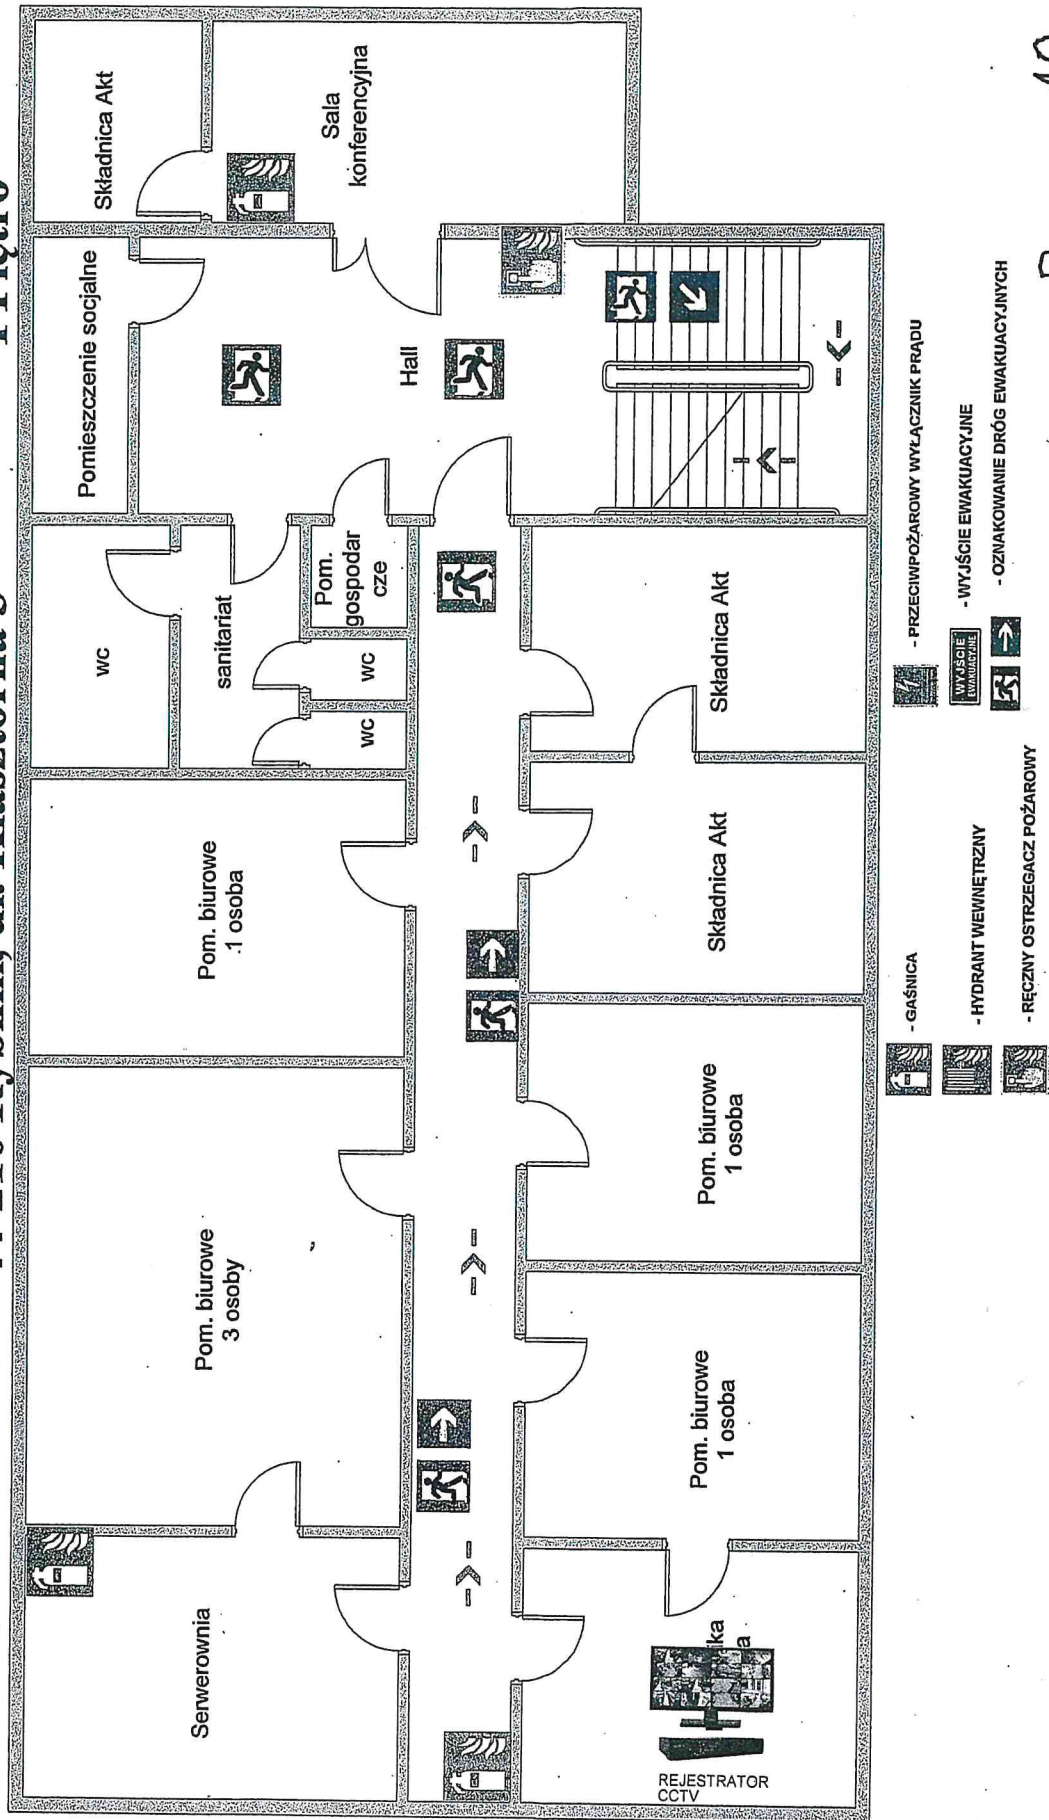 Składnica Akt
Sala
konferencyjna
Pomieszczenie socjalne
Hall
wc
sanitariat
Pom.
gospodar
cze
wc
wc
Składnica Akt
Pom. biurowe
1 osoba
Składnica Akt
Pom. biurowe
3 osoby
Pom. biurowe
1 osoba
Pom. biurowe
1 osoba
Serwerownia
REJESTRATOR
CCTV
- GAŚNICA
- HYDRANT WEWNĘTRZNY
- RĘCZNY OSTRZEGACZ POŻAROWY
- PRZECIWPOŻAROWY WYŁĄCZNIK PRĄDU
WYJŚCIE
EWAKUACYJNE
- WYJŚCIE EWAKUACYJNE
- OZNAKOWANIE DRÓG EWAKUACYJNYCH